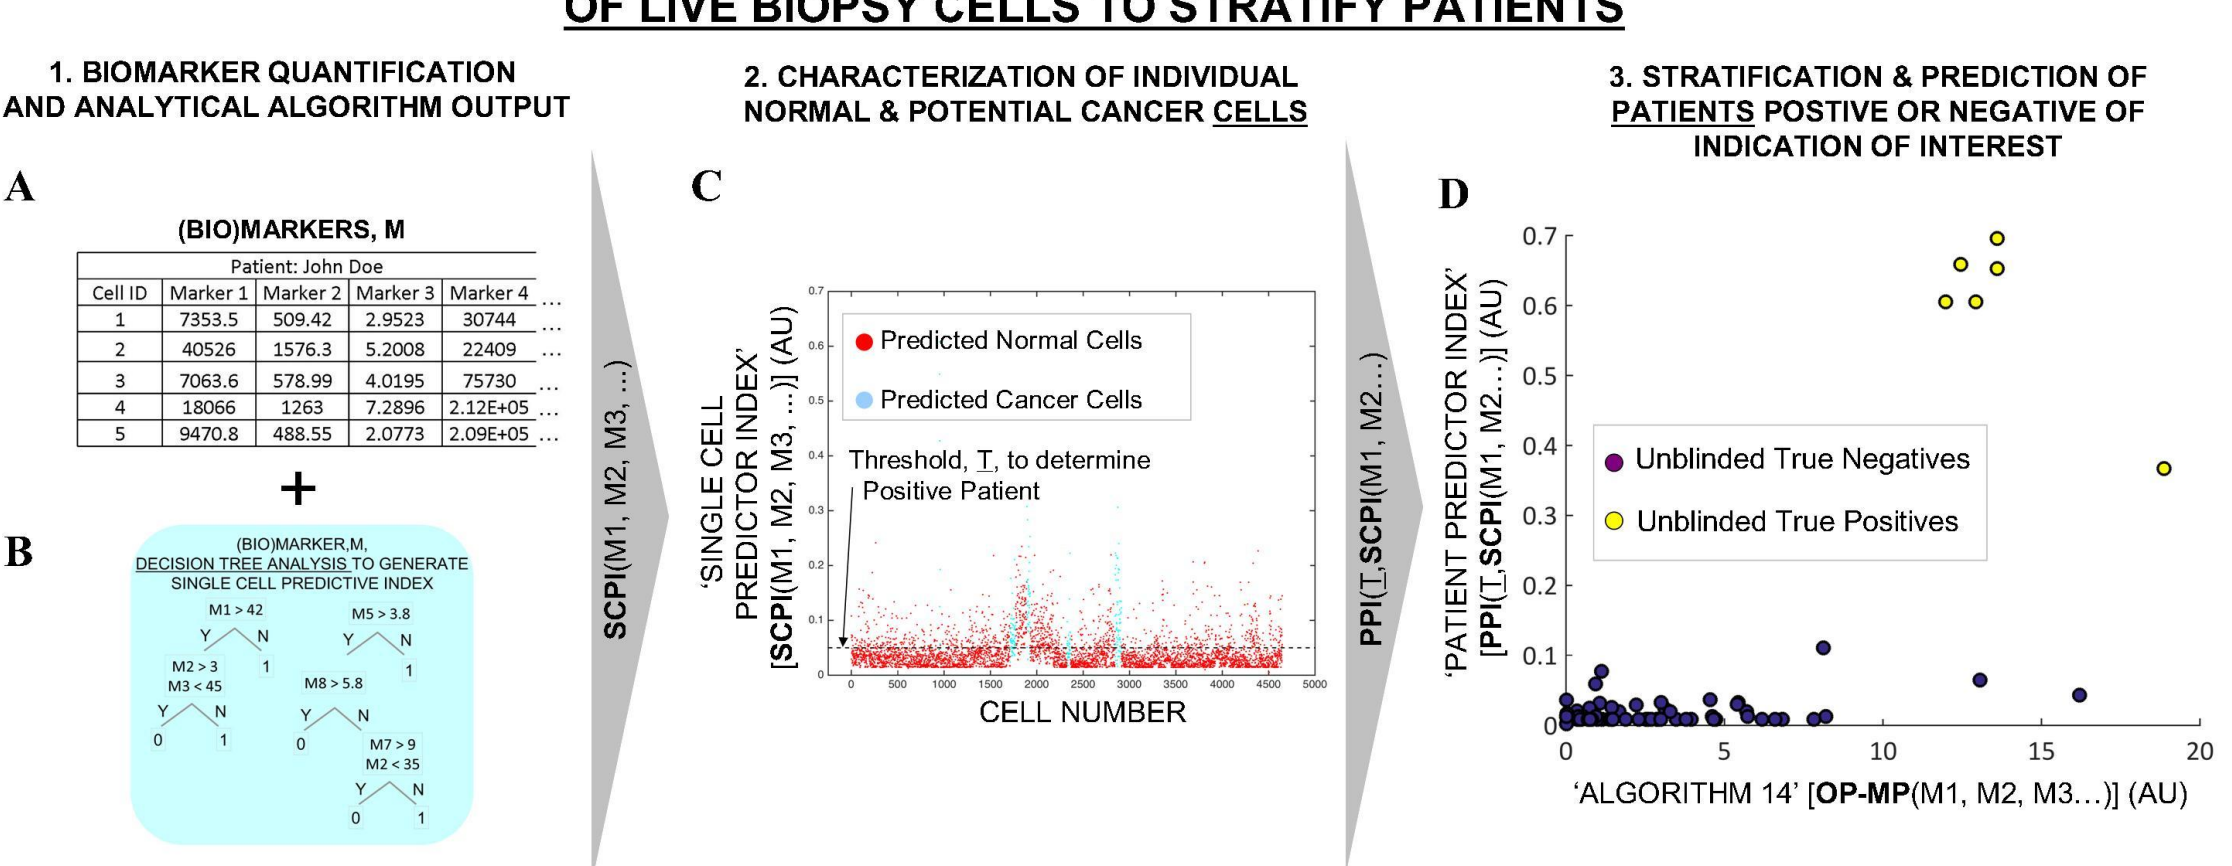 OF LIVE BIOPSY CELLS TO STRATIFY PATIENTS
1. BIOMARKER QUANTIFICATION
AND ANALYTICAL ALGORITHM OUTPUT
A
(BIO)MARKERS, M
Patient: John Doe
Cell ID Marker 1 Marker 2 Marker 3 Marker 4 ...
1 7353.5 509.42 2.9523 30744 ...
2 40526 1576.3 5.2008 22409 ...
3 7063.6 578.99 4.0195 75730 ...
4 18066 1263 7.2896 2.12E+05 ...
5 9470.8 488.55 2.0773 2.09E+05 ...
+
B
(BIO)MARKER,M,
DECISION TREE ANALYSIS TO GENERATE
SINGLE CELL PREDICTIVE INDEX
M1 > 42
Y N
M2 > 3
M3 < 45
1
Y N
0 1
M5 > 3.8
Y N
M8 > 5.8
1
Y N
0
M7 > 9
M2 < 35
Y N
0 1
SCPI(M1, M2, M3, ...)
2. CHARACTERIZATION OF INDIVIDUAL
NORMAL & POTENTIAL CANCER CELLS
C
'SINGLE CELL
PREDICTOR INDEX'
[SCPI(M1, M2, M3, ...)] (AU)
0.7
0.6
0.5
0.4
0.3
0.2
0.1
0
Predicted Normal Cells
Predicted Cancer Cells
Threshold, T, to determine
Positive Patient
0 500 1000 1500 2000 2500 3000 3500 4000 4500 5000
CELL NUMBER
PPI(T,SCPI(M1, M2...)
3. STRATIFICATION & PREDICTION OF
PATIENTS POSTIVE OR NEGATIVE OF
INDICATION OF INTEREST
D
'PATIENT PREDICTOR INDEX'
[PPI(T,SCPI(M1, M2...)] (AU)
0.7
0.6
0.5
0.4
0.3
0.2
0.1
0
Unblinded True Negatives
Unblinded True Positives
0 5 10 15 20
'ALGORITHM 14' [OP-MP(M1, M2, M3...)] (AU)